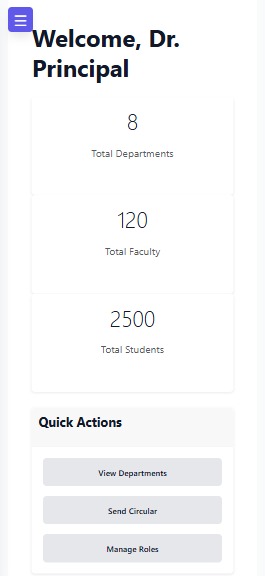 Welcome, Dr.
Principal
8
Total Departments
120
Total Faculty
2500
Total Students
Quick Actions
View Departments
Send Circular
Manage Roles